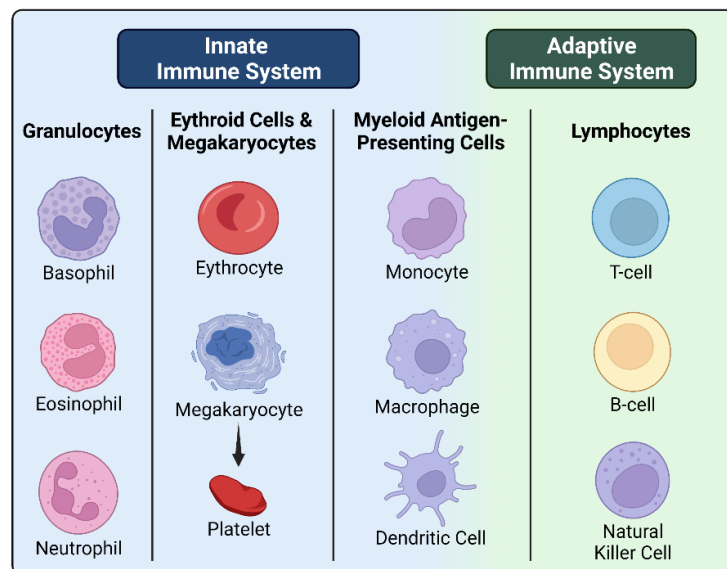 Innate
Immune System
Adaptive
Immune System
Granulocytes
Eythroid Cells &
Megakaryocytes
Myeloid Antigen-
Presenting Cells
Lymphocytes
Basophil
Eythrocyte
Monocyte
T-cell
Eosinophil
Megakaryocyte
Macrophage
B-cell
Neutrophil
Platelet
Dendritic Cell
Natural
Killer Cell